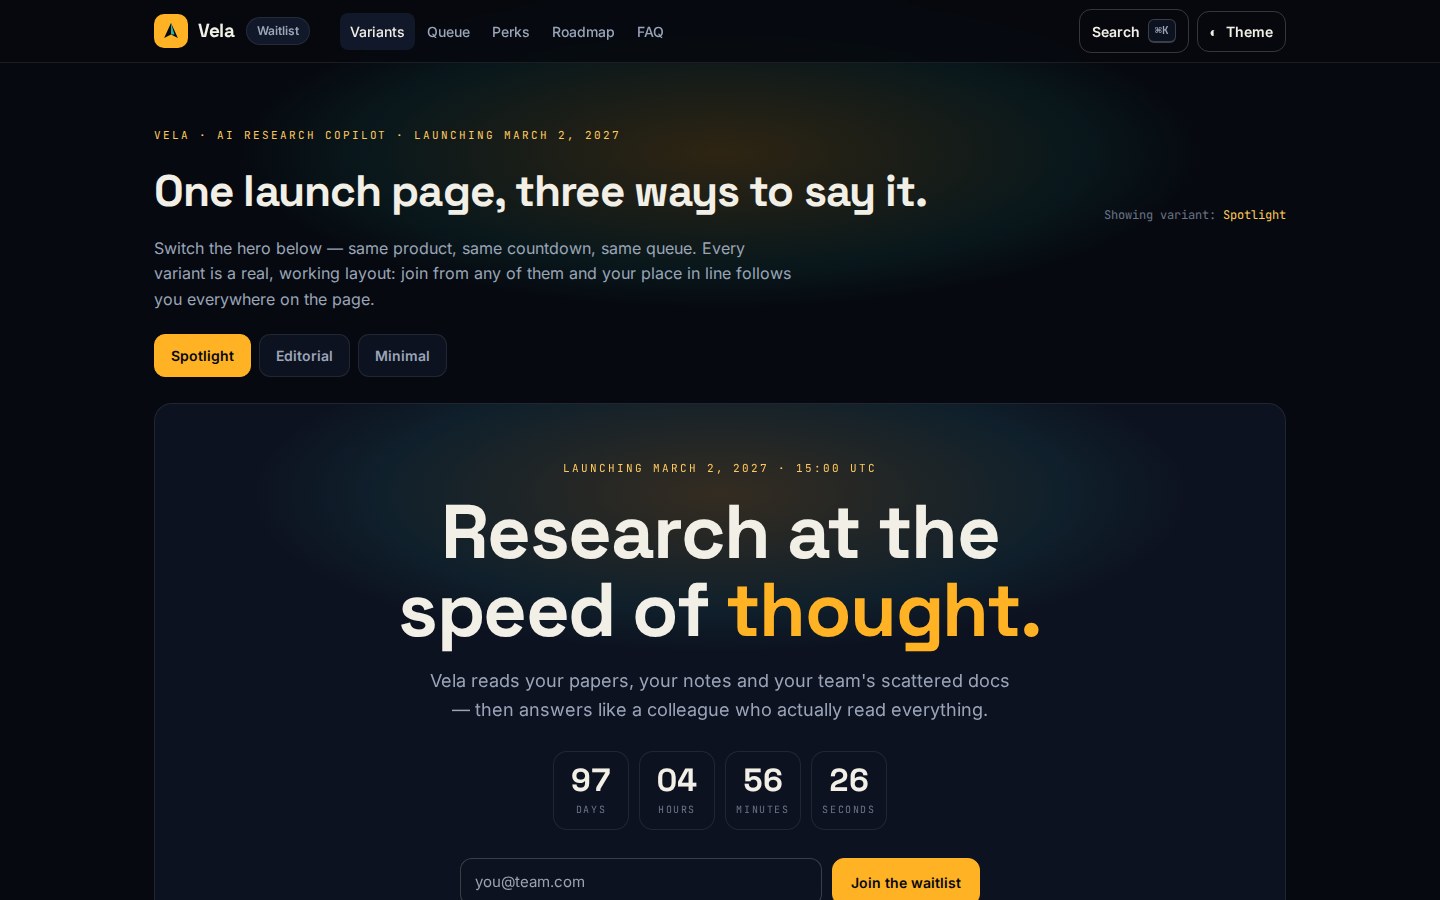 Vela Waitlist Variants Queue Perks Roadmap FAQ Search ⌘K Theme
VELA · AI RESEARCH COPILOT · LAUNCHING MARCH 2, 2027
One launch page, three ways to say it.
Showing variant: Spotlight
Switch the hero below — same product, same countdown, same queue. Every
variant is a real, working layout: join from any of them and your place in line follows
you everywhere on the page.
Spotlight Editorial Minimal
LAUNCHING MARCH 2, 2027 · 15:00 UTC
Research at the
speed of thought.
Vela reads your papers, your notes and your team's scattered docs
— then answers like a colleague who actually read everything.
97 04 56 26
DAYS HOURS MINUTES SECONDS
you@team.com Join the waitlist